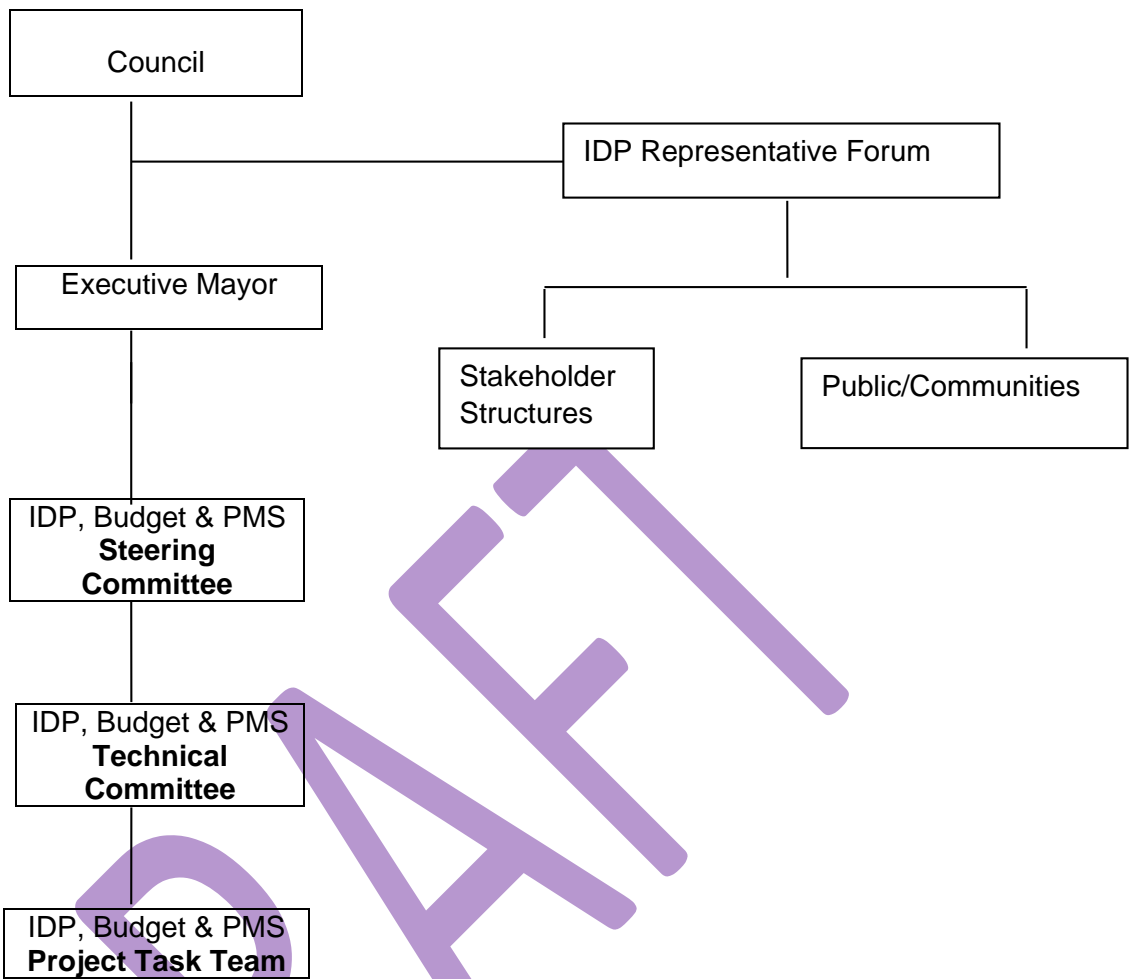 Council
IDP Representative Forum
Executive Mayor
Stakeholder
Structures
Public/Communities
IDP, Budget & PMS
Steering
Committee
IDP, Budget & PMS
Technical
Committee
IDP, Budget & PMS
Project Task Team
DAFT